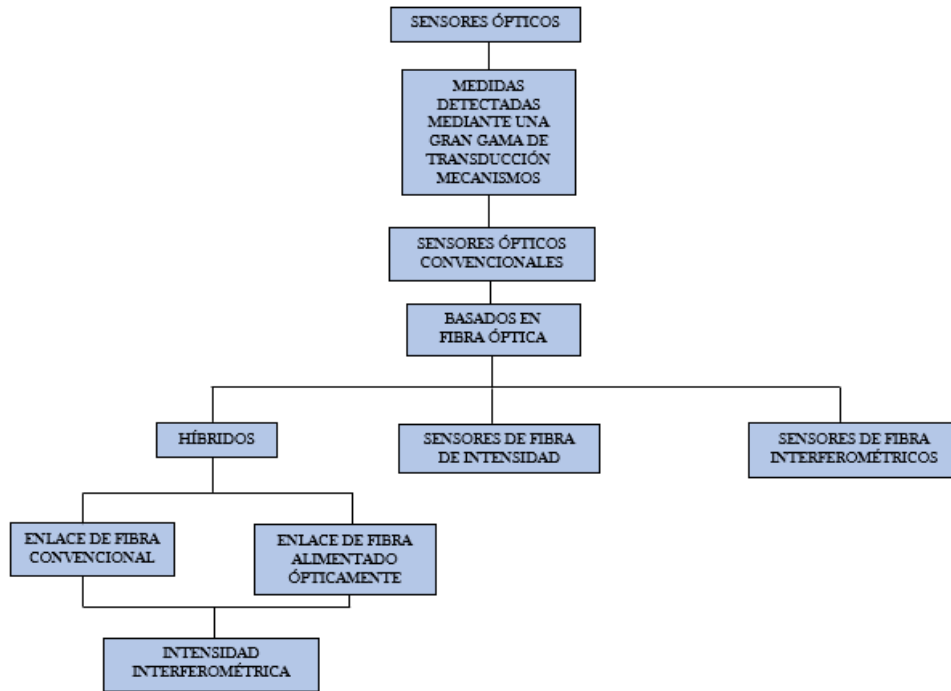 SENSORES ÓPTICOS
MEDIDAS
DETECTADAS
MEDIANTE UNA
GRAN GAMA DE
TRANSDUCCIÓN
MECANISMOS
SENSORES ÓPTICOS
CONVENCIONALES
BASADOS EN
FIBRA ÓPTICA
HÍBRIDOS
SENSORES DE FIBRA
DE INTENSIDAD
SENSORES DE FIBRA
INTERFEROMÉTRICOS
ENLACE DE FIBRA
CONVENCIONAL
ENLACE DE FIBRA
ALIMENTADO
ÓPTICAMENTE
INTENSIDAD
INTERFEROMÉTRICA